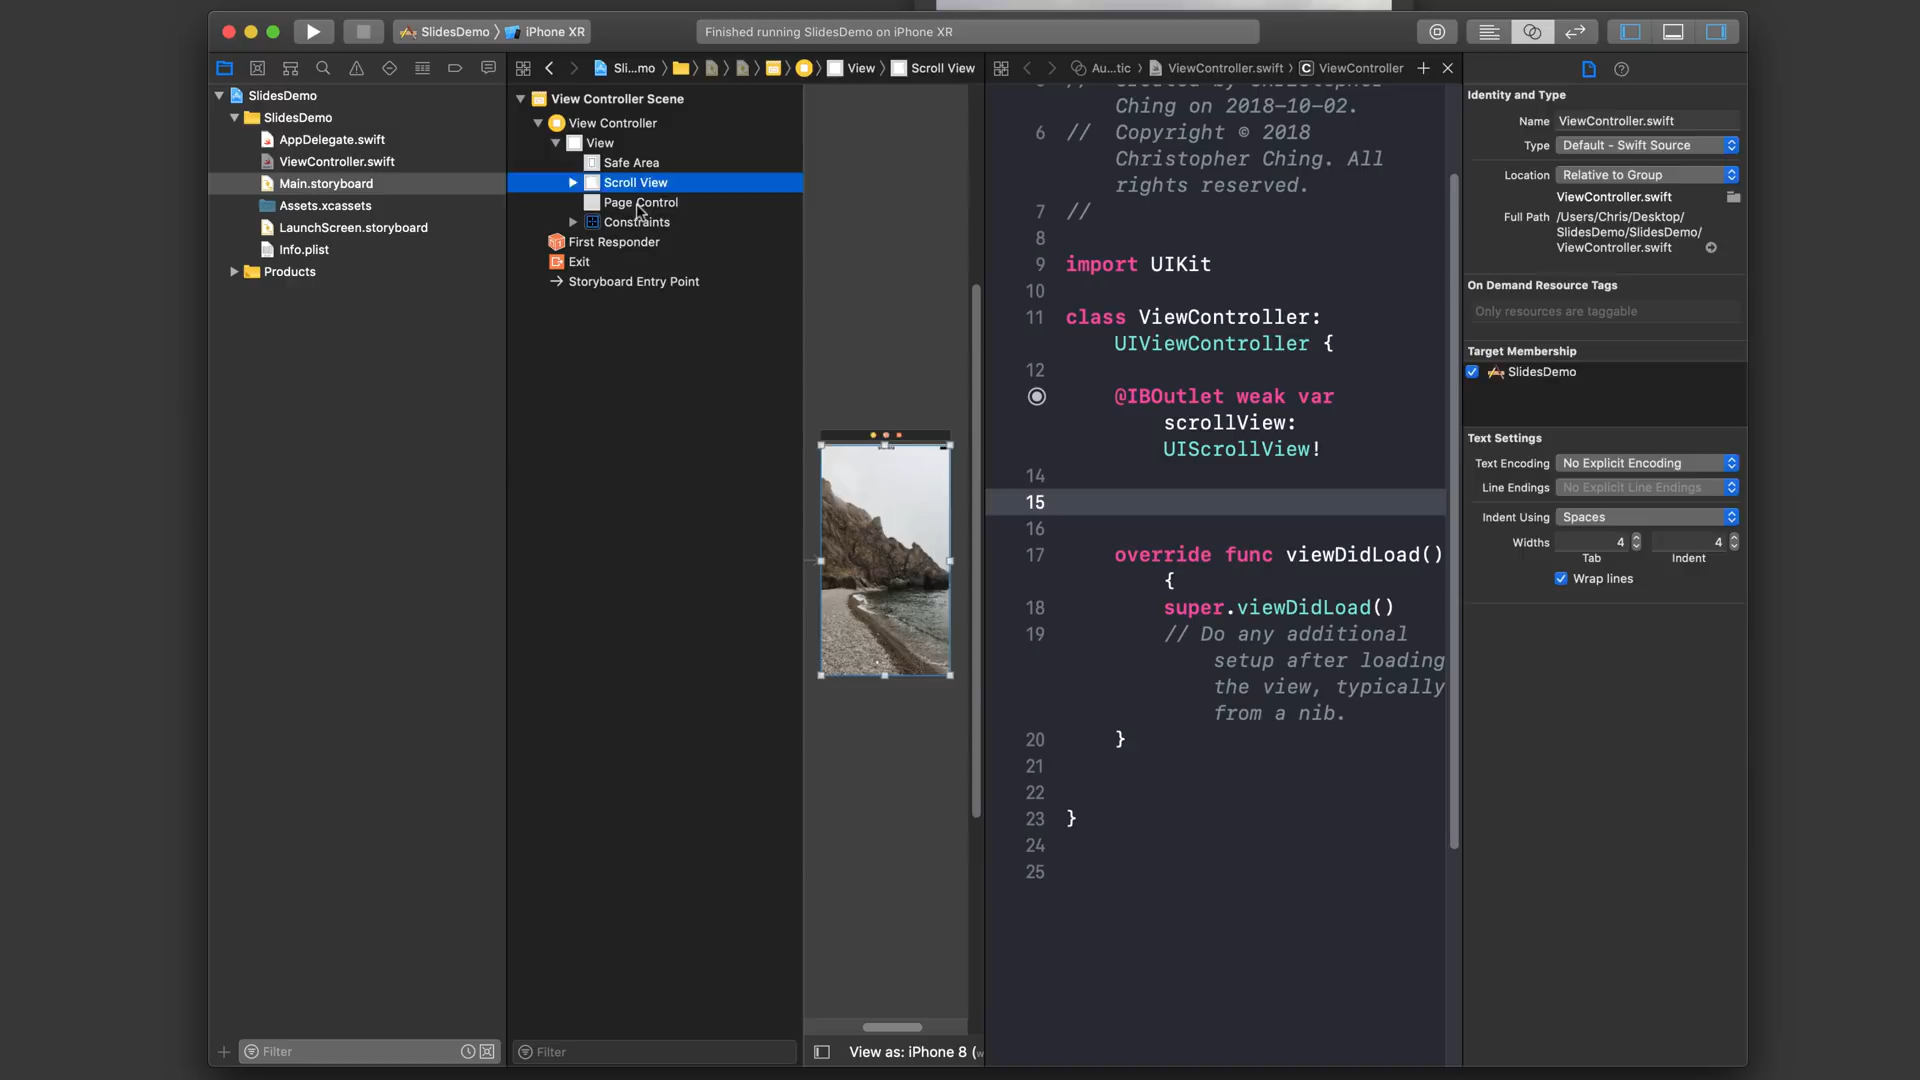 SlidesDemo
iPhone XR
Finished running SlidesDemo on iPhone XR
SlidesDemo
SlidesDemo
AppDelegate.swift
ViewController.swift
Main.storyboard
Assets.xcassets
LaunchScreen.storyboard
Info.plist
Products
Filter
Sli...mo
View
Scroll View
View Controller Scene
View Controller
View
Safe Area
Scroll View
Page Control
Constraints
First Responder
Exit
Storyboard Entry Point
Filter
View as: iPhone 8
Au...tic
ViewController.swift
C ViewController
Ching on 2018-10-02.
6 // Copyright © 2018
Christopher Ching. All
rights reserved.
7 //
8
9 import UIKit
10
11 class ViewController:
UIViewController {
12
@IBOutlet weak var
scrollView:
UIScrollView!
14
15
16
17 override func viewDidLoad()
{
18 super.viewDidLoad()
19 // Do any additional
setup after loading
the view, typically
from a nib.
20 }
21
22
23 }
24
25
Identity and Type
Name ViewController.swift
Type Default - Swift Source
Location Relative to Group
ViewController.swift
Full Path /Users/Chris/Desktop/
SlidesDemo/SlidesDemo/
ViewController.swift
On Demand Resource Tags
Only resources are taggable
Target Membership
SlidesDemo
Text Settings
Text Encoding No Explicit Encoding
Line Endings No Explicit Line Endings
Indent Using Spaces
Widths 4 4
Tab Indent
Wrap lines